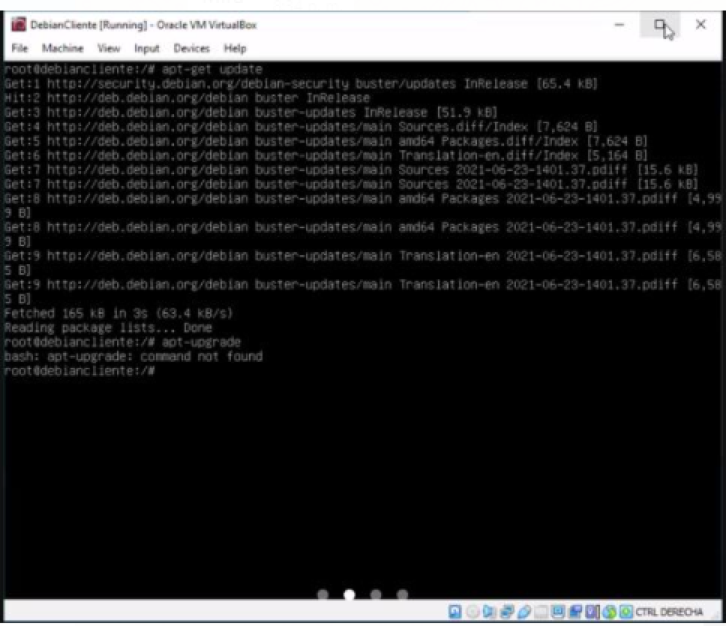 DebianCliente [Running] - Oracle VM VirtualBox
File Machine View Input Devices Help
root@debiancliente:/# apt-get update
Get:1 http://security.debian.org/debian-security buster/updates InRelease [65.4 kB]
Hit:2 http://deb.debian.org/debian buster InRelease
Get:3 http://deb.debian.org/debian buster-updates InRelease [51.9 kB]
Get:4 http://deb.debian.org/debian buster-updates/main Sources.diff/Index [7,624 B]
Get:5 http://deb.debian.org/debian buster-updates/main amd64 Packages.diff/Index [7,624 B]
Get:6 http://deb.debian.org/debian buster-updates/main Translation-en.diff/Index [5,164 B]
Get:7 http://deb.debian.org/debian buster-updates/main Sources 2021-06-23-1401.37.pdiff [15.6 kB]
Get:7 http://deb.debian.org/debian buster-updates/main Sources 2021-06-23-1401.37.pdiff [15.6 kB]
Get:8 http://deb.debian.org/debian buster-updates/main amd64 Packages 2021-06-23-1401.37.pdiff [4,99
9 B]
Get:8 http://deb.debian.org/debian buster-updates/main amd64 Packages 2021-06-23-1401.37.pdiff [4,99
9 B]
Get:9 http://deb.debian.org/debian buster-updates/main Translation-en 2021-06-23-1401.37.pdiff [6,58
5 B]
Get:9 http://deb.debian.org/debian buster-updates/main Translation-en 2021-06-23-1401.37.pdiff [6,58
5 B]
Fetched 165 kB in 3s (63.4 kB/s)
Reading package lists... Done
root@debiancliente:/# apt-upgrade
bash: apt-upgrade: command not found
root@debiancliente:/#
CTRL DERECHA